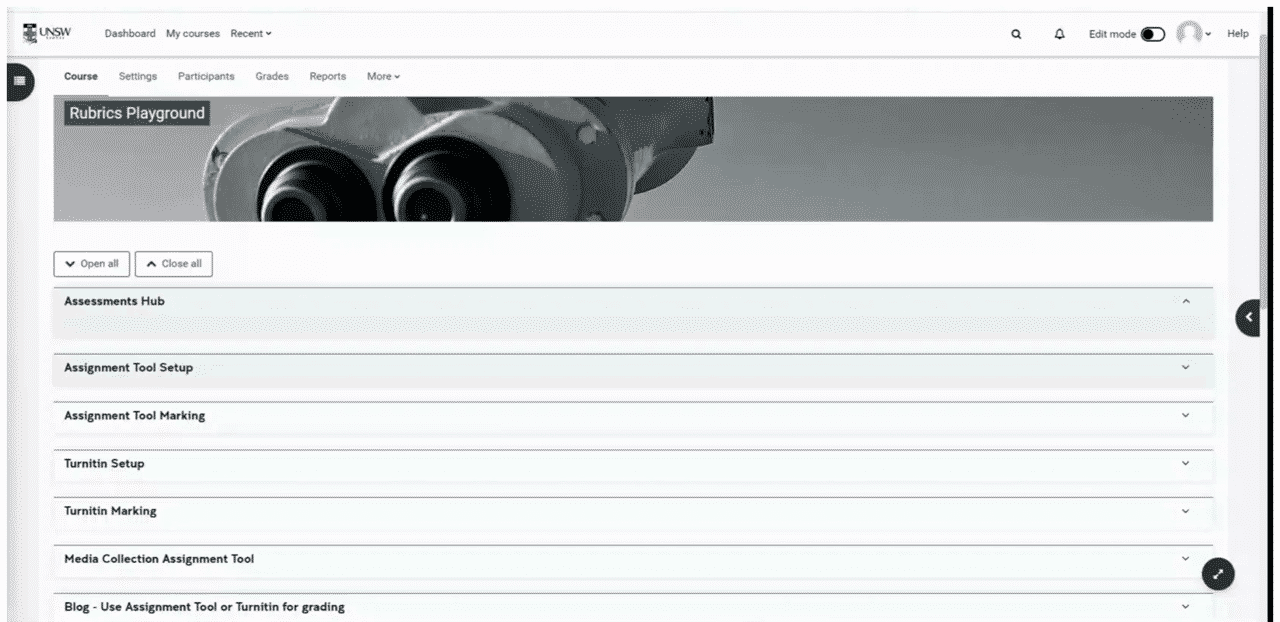 UNSW
Dashboard My courses Recent
Edit mode
Help
Course Settings Participants Grades Reports More
Rubrics Playground
Open all Close all
Assessments Hub
Assignment Tool Setup
Assignment Tool Marking
Turnitin Setup
Turnitin Marking
Media Collection Assignment Tool
Blog - Use Assignment Tool or Turnitin for grading